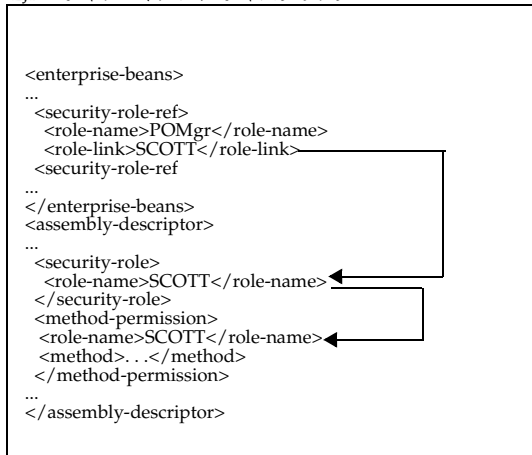 <enterprise-beans>
...
<security-role-ref>
<role-name>POMgr</role-name>
<role-link>SCOTT</role-link>
<security-role-ref
...
</enterprise-beans>
<assembly-descriptor>
...
<security-role>
<role-name>SCOTT</role-name>
</security-role>
<method-permission>
<role-name>SCOTT</role-name>
<method>. . .</method>
</method-permission>
...
</assembly-descriptor>